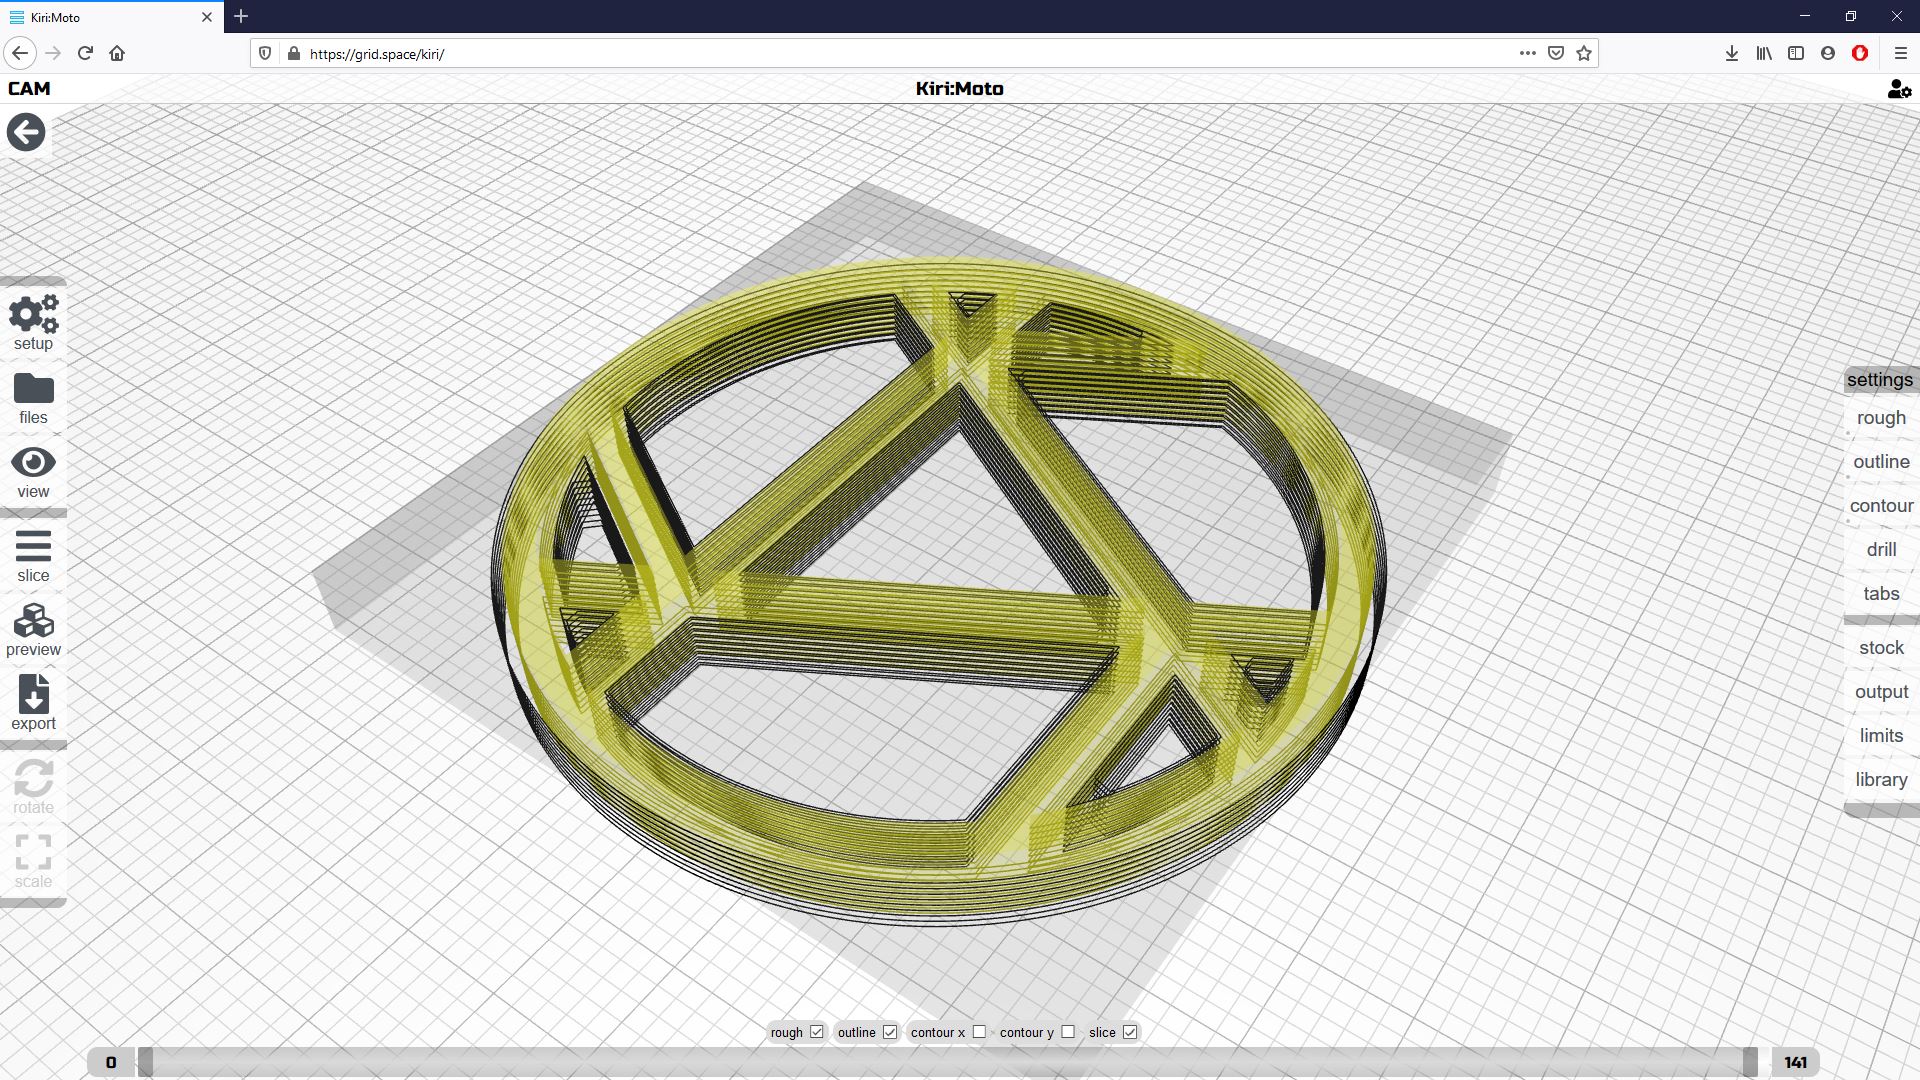 Kiri:Moto
https://grid.space/kiri/
CAM
Kiri:Moto
setup
files
view
slice
preview
export
rotate
scale
settings
rough
outline
contour
drill
tabs
stock
output
limits
library
rough outline contour x contour y slice
0
141